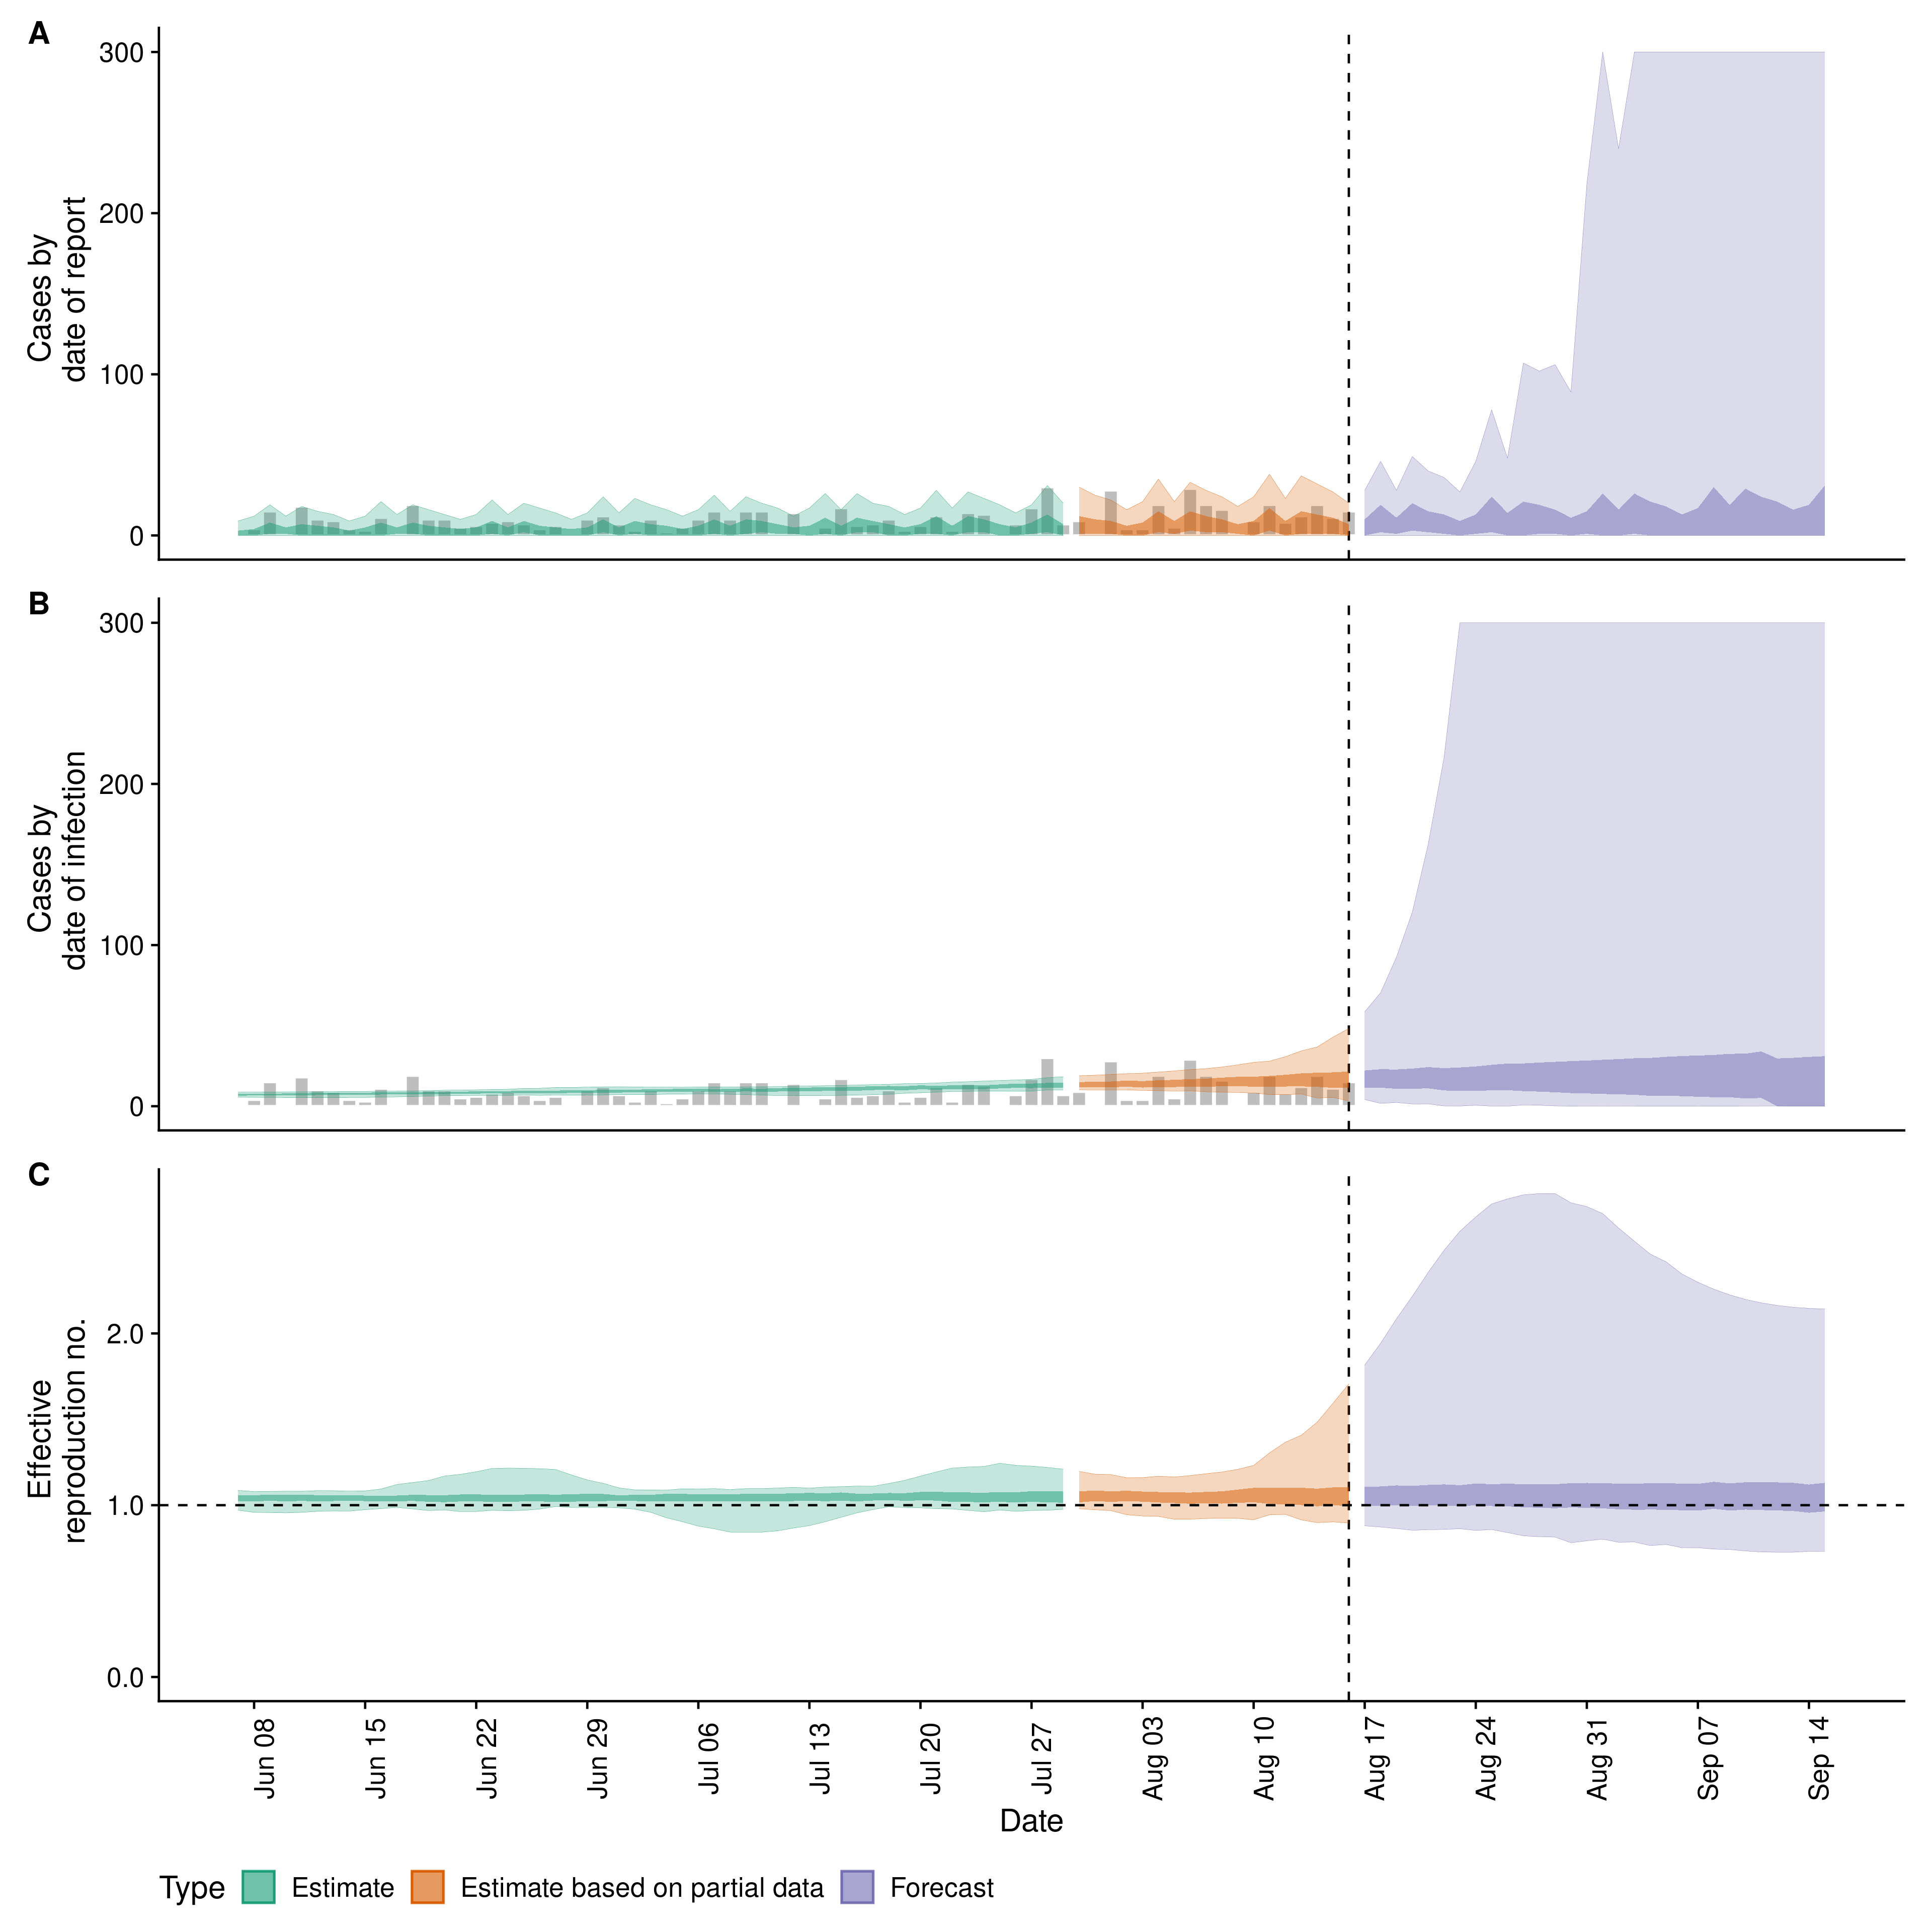 A
300
200
100
0
Cases by
date of report
B
300
200
100
0
Cases by
date of infection
C
2.0
1.0
0.0
Effective
reproduction no.
Jun 08
Jun 15
Jun 22
Jun 29
Jul 06
Jul 13
Jul 20
Jul 27
Aug 03
Aug 10
Aug 17
Aug 24
Aug 31
Sep 07
Sep 14
Date
Type Estimate Estimate based on partial data Forecast